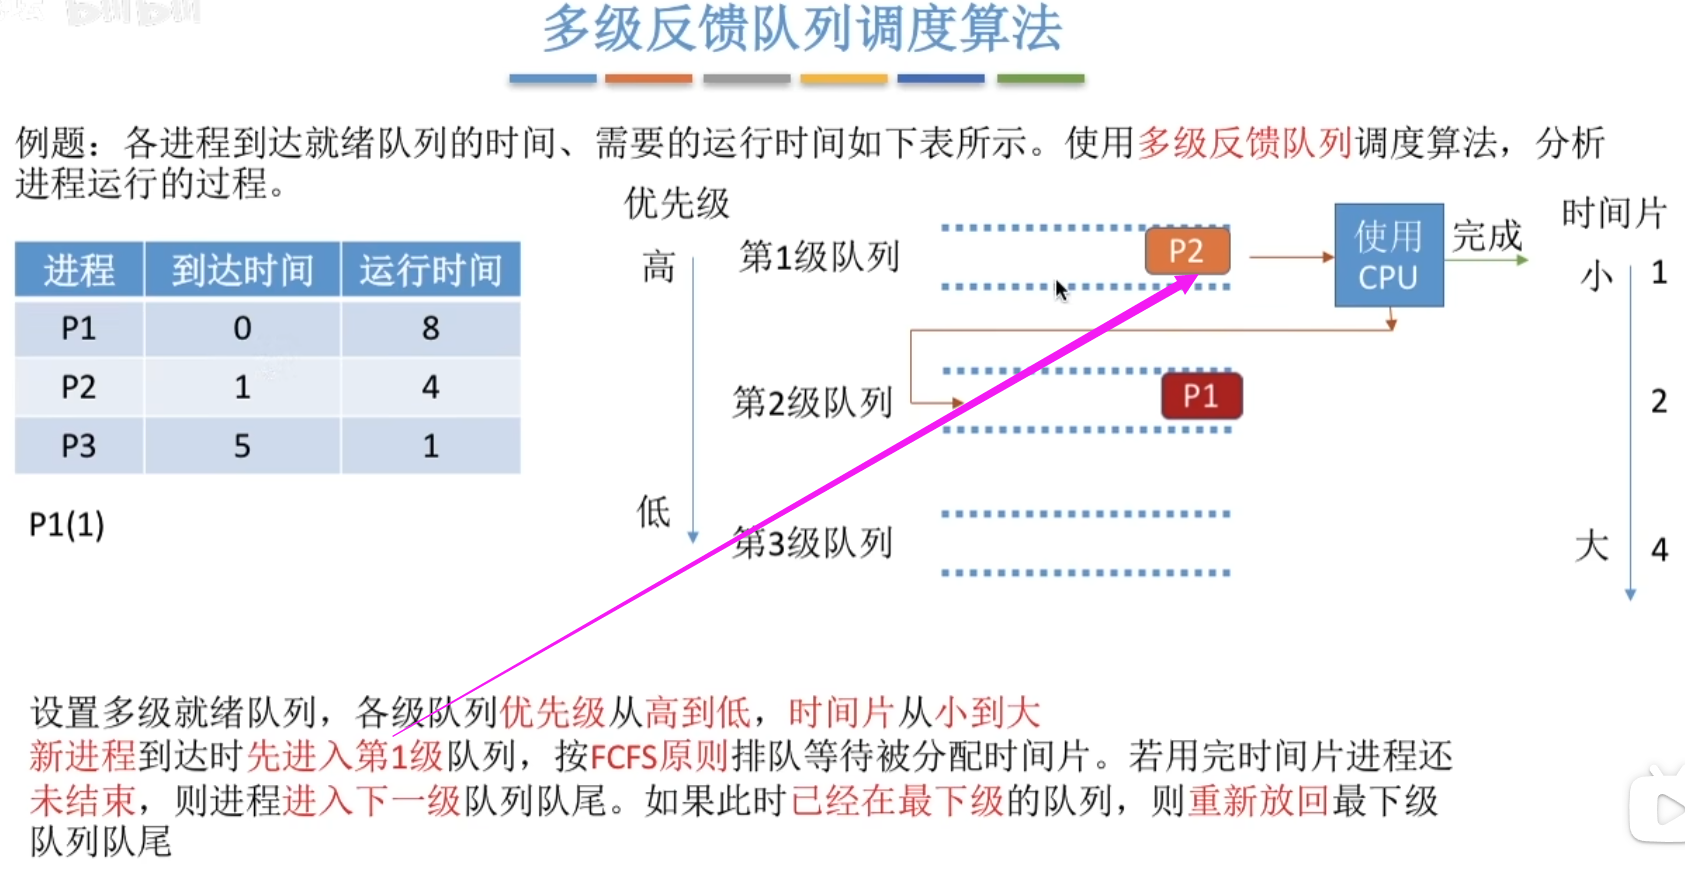 多级反馈队列调度算法
例题：各进程到达就绪队列的时间、需要的运行时间如下表所示。使用多级反馈队列调度算法，分析
进程运行的过程。
进程 到达时间 运行时间
P1 0 8
P2 1 4
P3 5 1
P1(1)
优先级
高
低
第1级队列
P2
第2级队列
P1
第3级队列
使用
CPU
完成
时间片
小 1
2
大 4
设置多级就绪队列，各级队列优先级从高到低，时间片从小到大
新进程到达时先进入第1级队列，按FCFS原则排队等待被分配时间片。若用完时间片进程还
未结束，则进程进入下一级队列队尾。如果此时已经在最下级的队列，则重新放回最下级
队列队尾